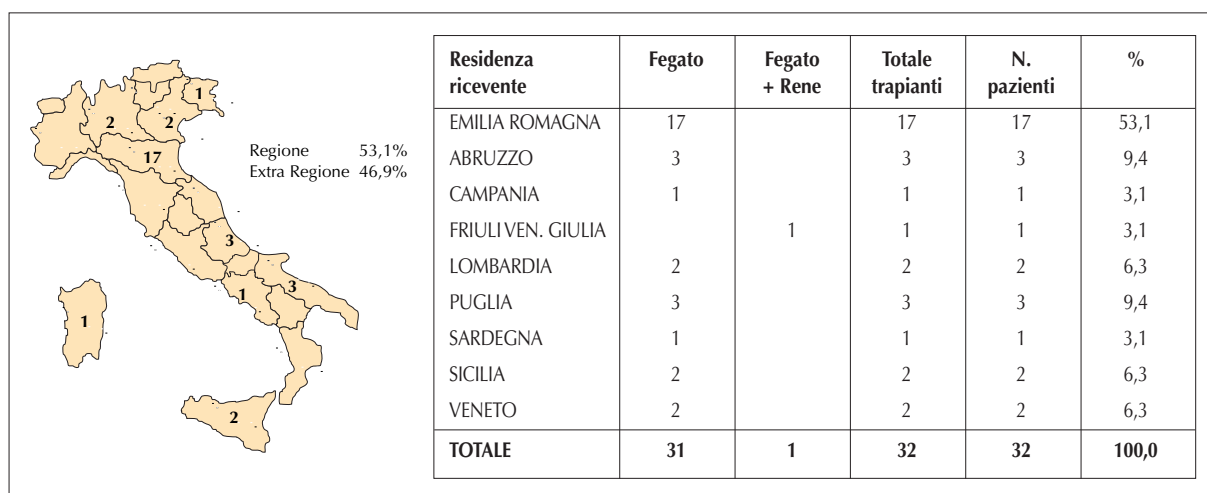 1
2
2
17
Regione 53,1%
Extra Regione 46,9%
3
3
1
1
2
Residenza ricevente Fegato Fegato + Rene Totale trapianti N. pazienti %
EMILIA ROMAGNA 17 17 17 53,1
ABRUZZO 3 3 3 9,4
CAMPANIA 1 1 1 3,1
FRIULI VEN. GIULIA 1 1 1 3,1
LOMBARDIA 2 2 2 6,3
PUGLIA 3 3 3 9,4
SARDEGNA 1 1 1 3,1
SICILIA 2 2 2 6,3
VENETO 2 2 2 6,3
TOTALE 31 1 32 32 100,0